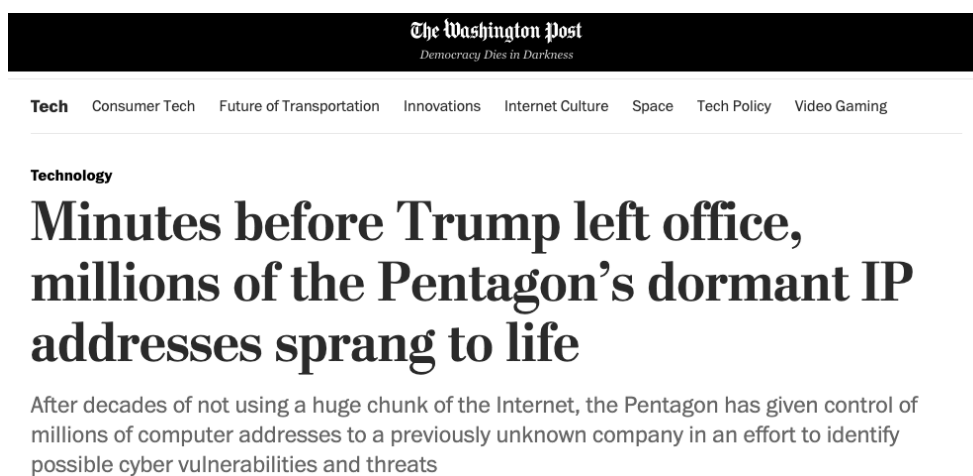 The Washington Post
Democracy Dies in Darkness
Tech Consumer Tech Future of Transportation Innovations Internet Culture Space Tech Policy Video Gaming
Technology
Minutes before Trump left office,
millions of the Pentagon’s dormant IP
addresses sprang to life
After decades of not using a huge chunk of the Internet, the Pentagon has given control of
millions of computer addresses to a previously unknown company in an effort to identify
possible cyber vulnerabilities and threats